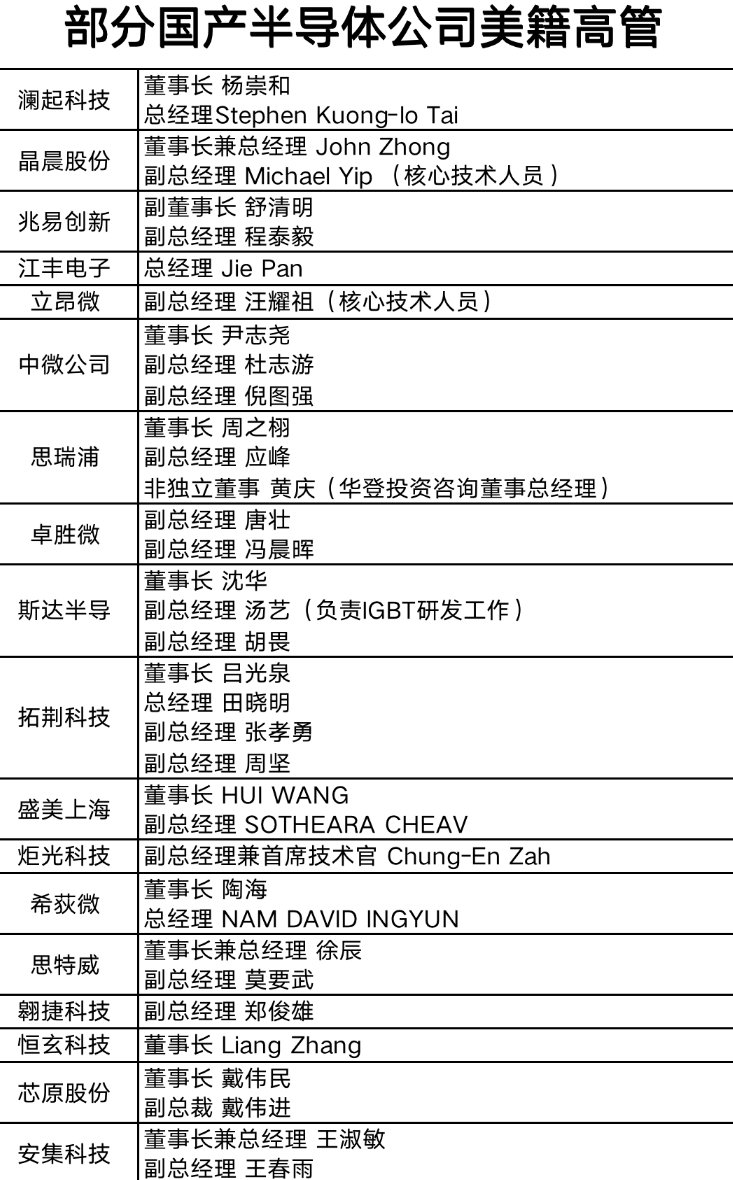 部分国产半导体公司美籍高管
澜起科技
董事长 杨崇和
总经理Stephen Kuong-lo Tai
晶晨股份
董事长兼总经理 John Zhong
副总经理 Michael Yip （核心技术人员）
兆易创新
副董事长 舒清明
副总经理 程泰毅
江丰电子
总经理 Jie Pan
立昂微
副总经理 汪耀祖（核心技术人员）
中微公司
董事长 尹志尧
副总经理 杜志游
副总经理 倪图强
思瑞浦
董事长 周之栩
副总经理 应峰
非独立董事 黄庆（华登投资咨询董事总经理）
卓胜微
副总经理 唐壮
副总经理 冯晨晖
斯达半导
董事长 沈华
副总经理 汤艺（负责IGBT研发工作）
副总经理 胡畏
拓荆科技
董事长 吕光泉
总经理 田晓明
副总经理 张孝勇
副总经理 周坚
盛美上海
董事长 HUI WANG
副总经理 SOTHEARA CHEAV
炬光科技
副总经理兼首席技术官 Chung-En Zah
希荻微
董事长 陶海
总经理 NAM DAVID INGYUN
思特威
董事长兼总经理 徐辰
副总经理 莫要武
翱捷科技
副总经理 郑俊雄
恒玄科技
董事长 Liang Zhang
芯原股份
董事长 戴伟民
副总裁 戴伟进
安集科技
董事长兼总经理 王淑敏
副总经理 王春雨